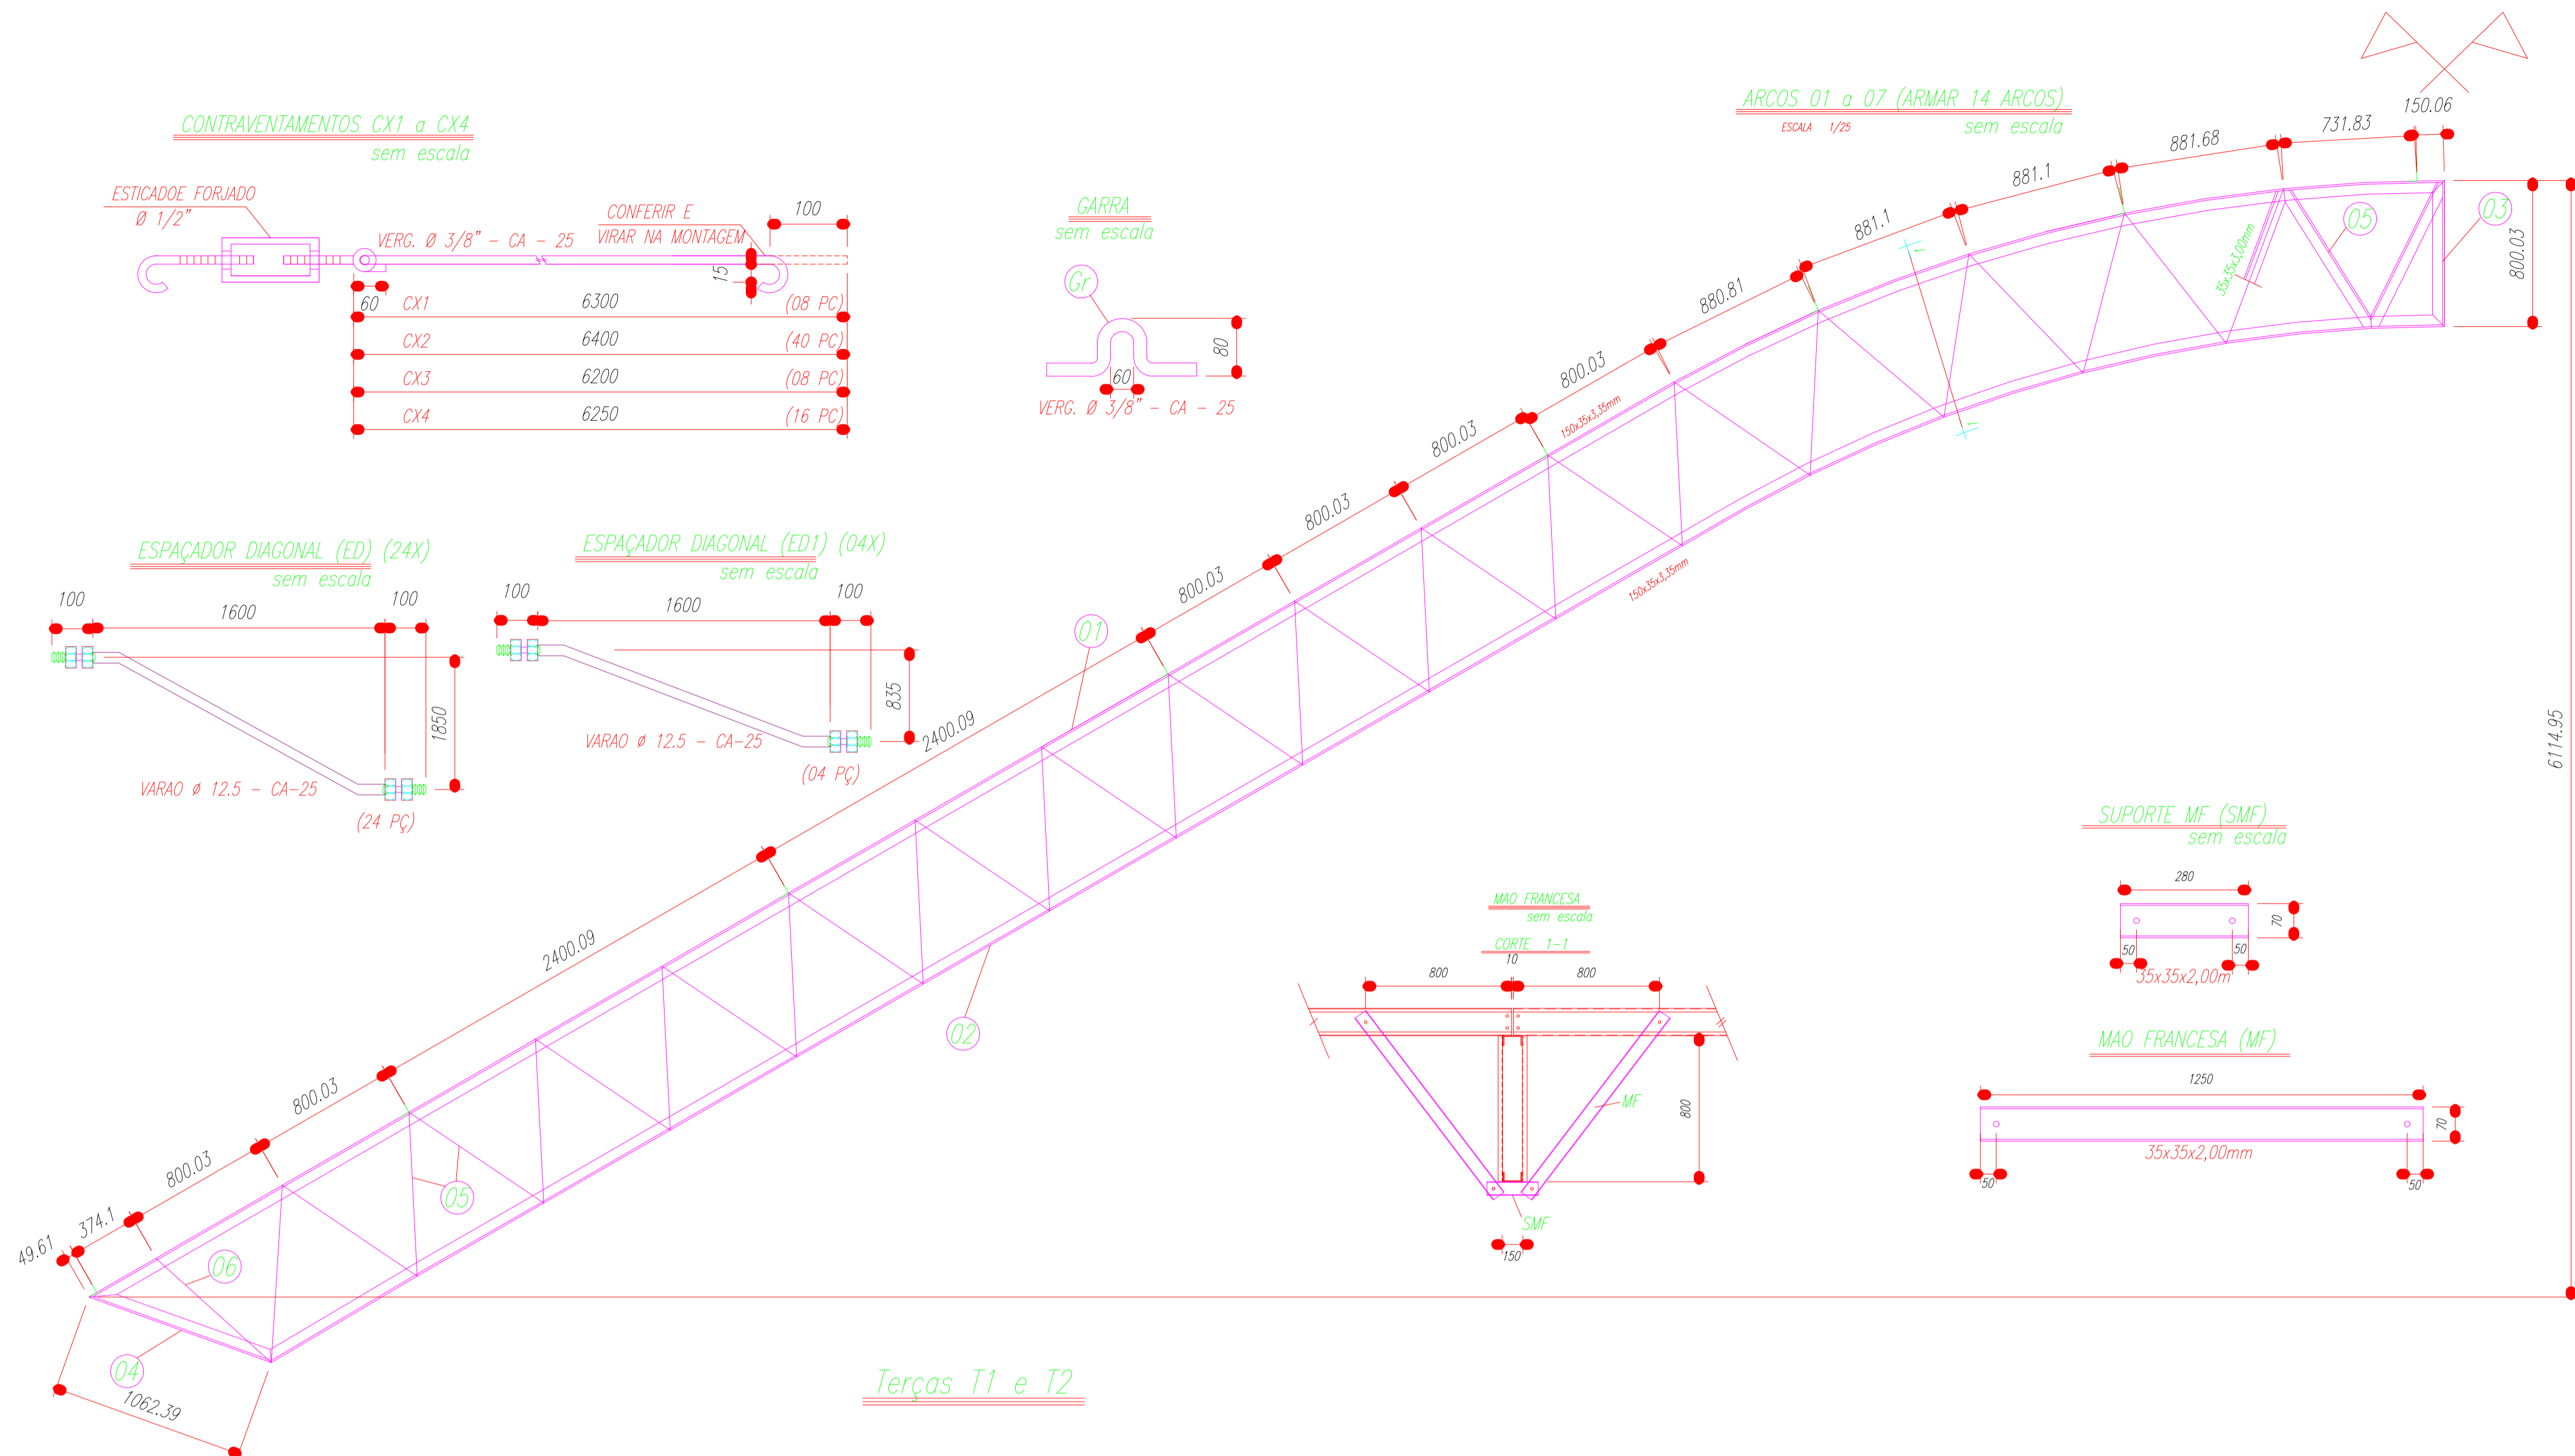 CONTRAVENTAMENTOS CX1 a CX4
sem escala
ESTICADOE FORJADO
Ø 1/2"
VERG. Ø 3/8" - CA - 25
CONFERIR E
VIRAR NA MONTAGEM
100
15
60
CX1 6300 (08 PC)
CX2 6400 (40 PC)
CX3 6200 (08 PC)
CX4 6250 (16 PC)
GARRA
sem escala
Gr
80
60
VERG. Ø 3/8" - CA - 25
ARCOS 01 a 07 (ARMAR 14 ARCOS)
ESCALA 1/25
sem escala
150.06
731.83
881.68
881.1
881.1
880.81
800.03
800.03
800.03
800.03
2400.09
2400.09
800.03
800.03
374.1
49.61
1062.39
800.03
6114.95
03
05
35x35x3,00mm
1
1
150x35x3,35mm
150x35x3,35mm
01
02
05
06
04
ESPAÇADOR DIAGONAL (ED) (24X)
sem escala
100
1600
100
1850
VARAO ø 12.5 - CA-25
(24 PÇ)
ESPAÇADOR DIAGONAL (ED1) (04X)
sem escala
100
1600
100
835
VARAO ø 12.5 - CA-25
(04 PÇ)
MAO FRANCESA
sem escala
CORTE 1-1
10
800
800
800
MF
SMF
150
SUPORTE MF (SMF)
sem escala
280
70
50
50
35x35x2,00m
MAO FRANCESA (MF)
1250
70
35x35x2,00mm
50
50
Terças T1 e T2